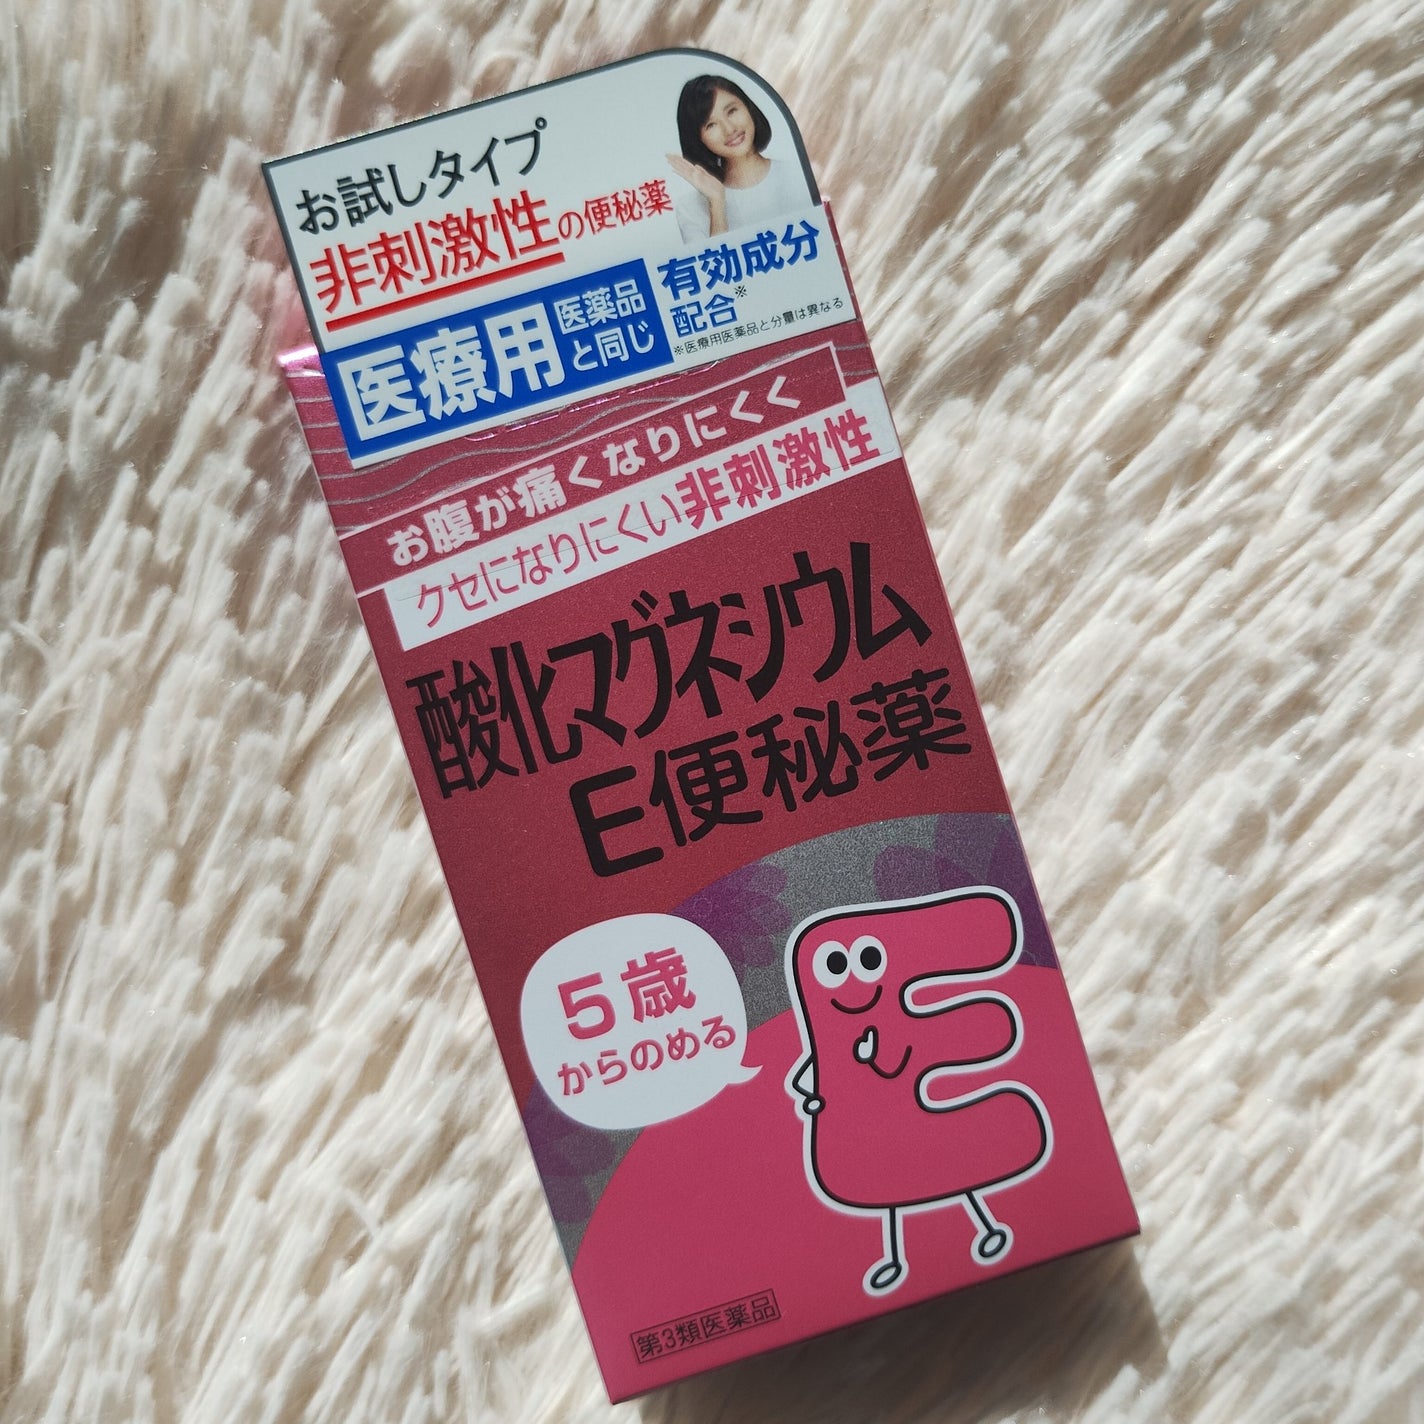 お試しタイプ
非刺激性の便秘薬
医療用医薬品と同じ
有効成分
配合※
※医療用医薬品と分量は異なる
お腹が痛くなりにくく
クセになりにくい非刺激性
酸化マグネシウム
E便秘薬
5歳
からのめる
第3類医薬品